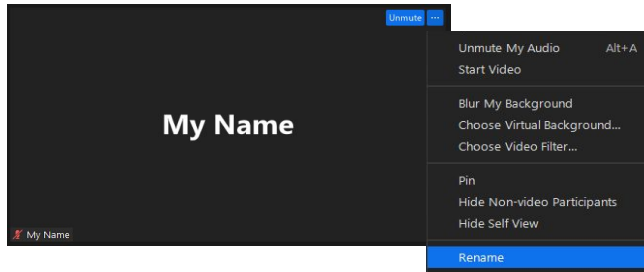 Unmute ...
My Name
My Name
Unmute My Audio Alt+A
Start Video
Blur My Background
Choose Virtual Background...
Choose Video Filter...
Pin
Hide Non-video Participants
Hide Self View
Rename